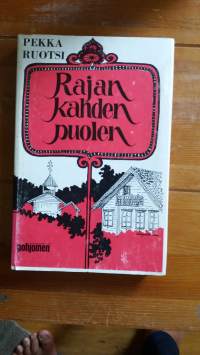 PEKKA
RUOTSI
Rajan
kahden
puolen
pohjoinen